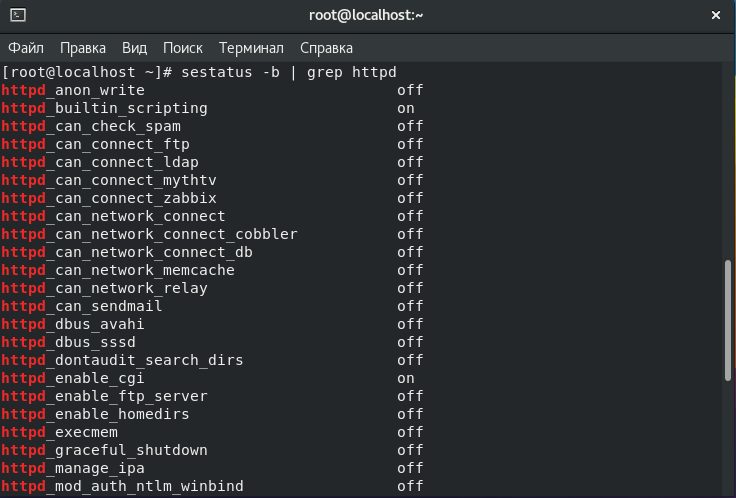 root@localhost:~
Файл Правка Вид Поиск Терминал Справка
[root@localhost ~]# sestatus -b | grep httpd
httpd_anon_write off
httpd_builtin_scripting on
httpd_can_check_spam off
httpd_can_connect_ftp off
httpd_can_connect_ldap off
httpd_can_connect_mythtv off
httpd_can_connect_zabbix off
httpd_can_network_connect off
httpd_can_network_connect_cobbler off
httpd_can_network_connect_db off
httpd_can_network_memcache off
httpd_can_network_relay off
httpd_can_sendmail off
httpd_dbus_avahi off
httpd_dbus_sssd off
httpd_dontaudit_search_dirs off
httpd_enable_cgi on
httpd_enable_ftp_server off
httpd_enable_homedirs off
httpd_execmem off
httpd_graceful_shutdown off
httpd_manage_ipa off
httpd_mod_auth_ntlm_winbind off